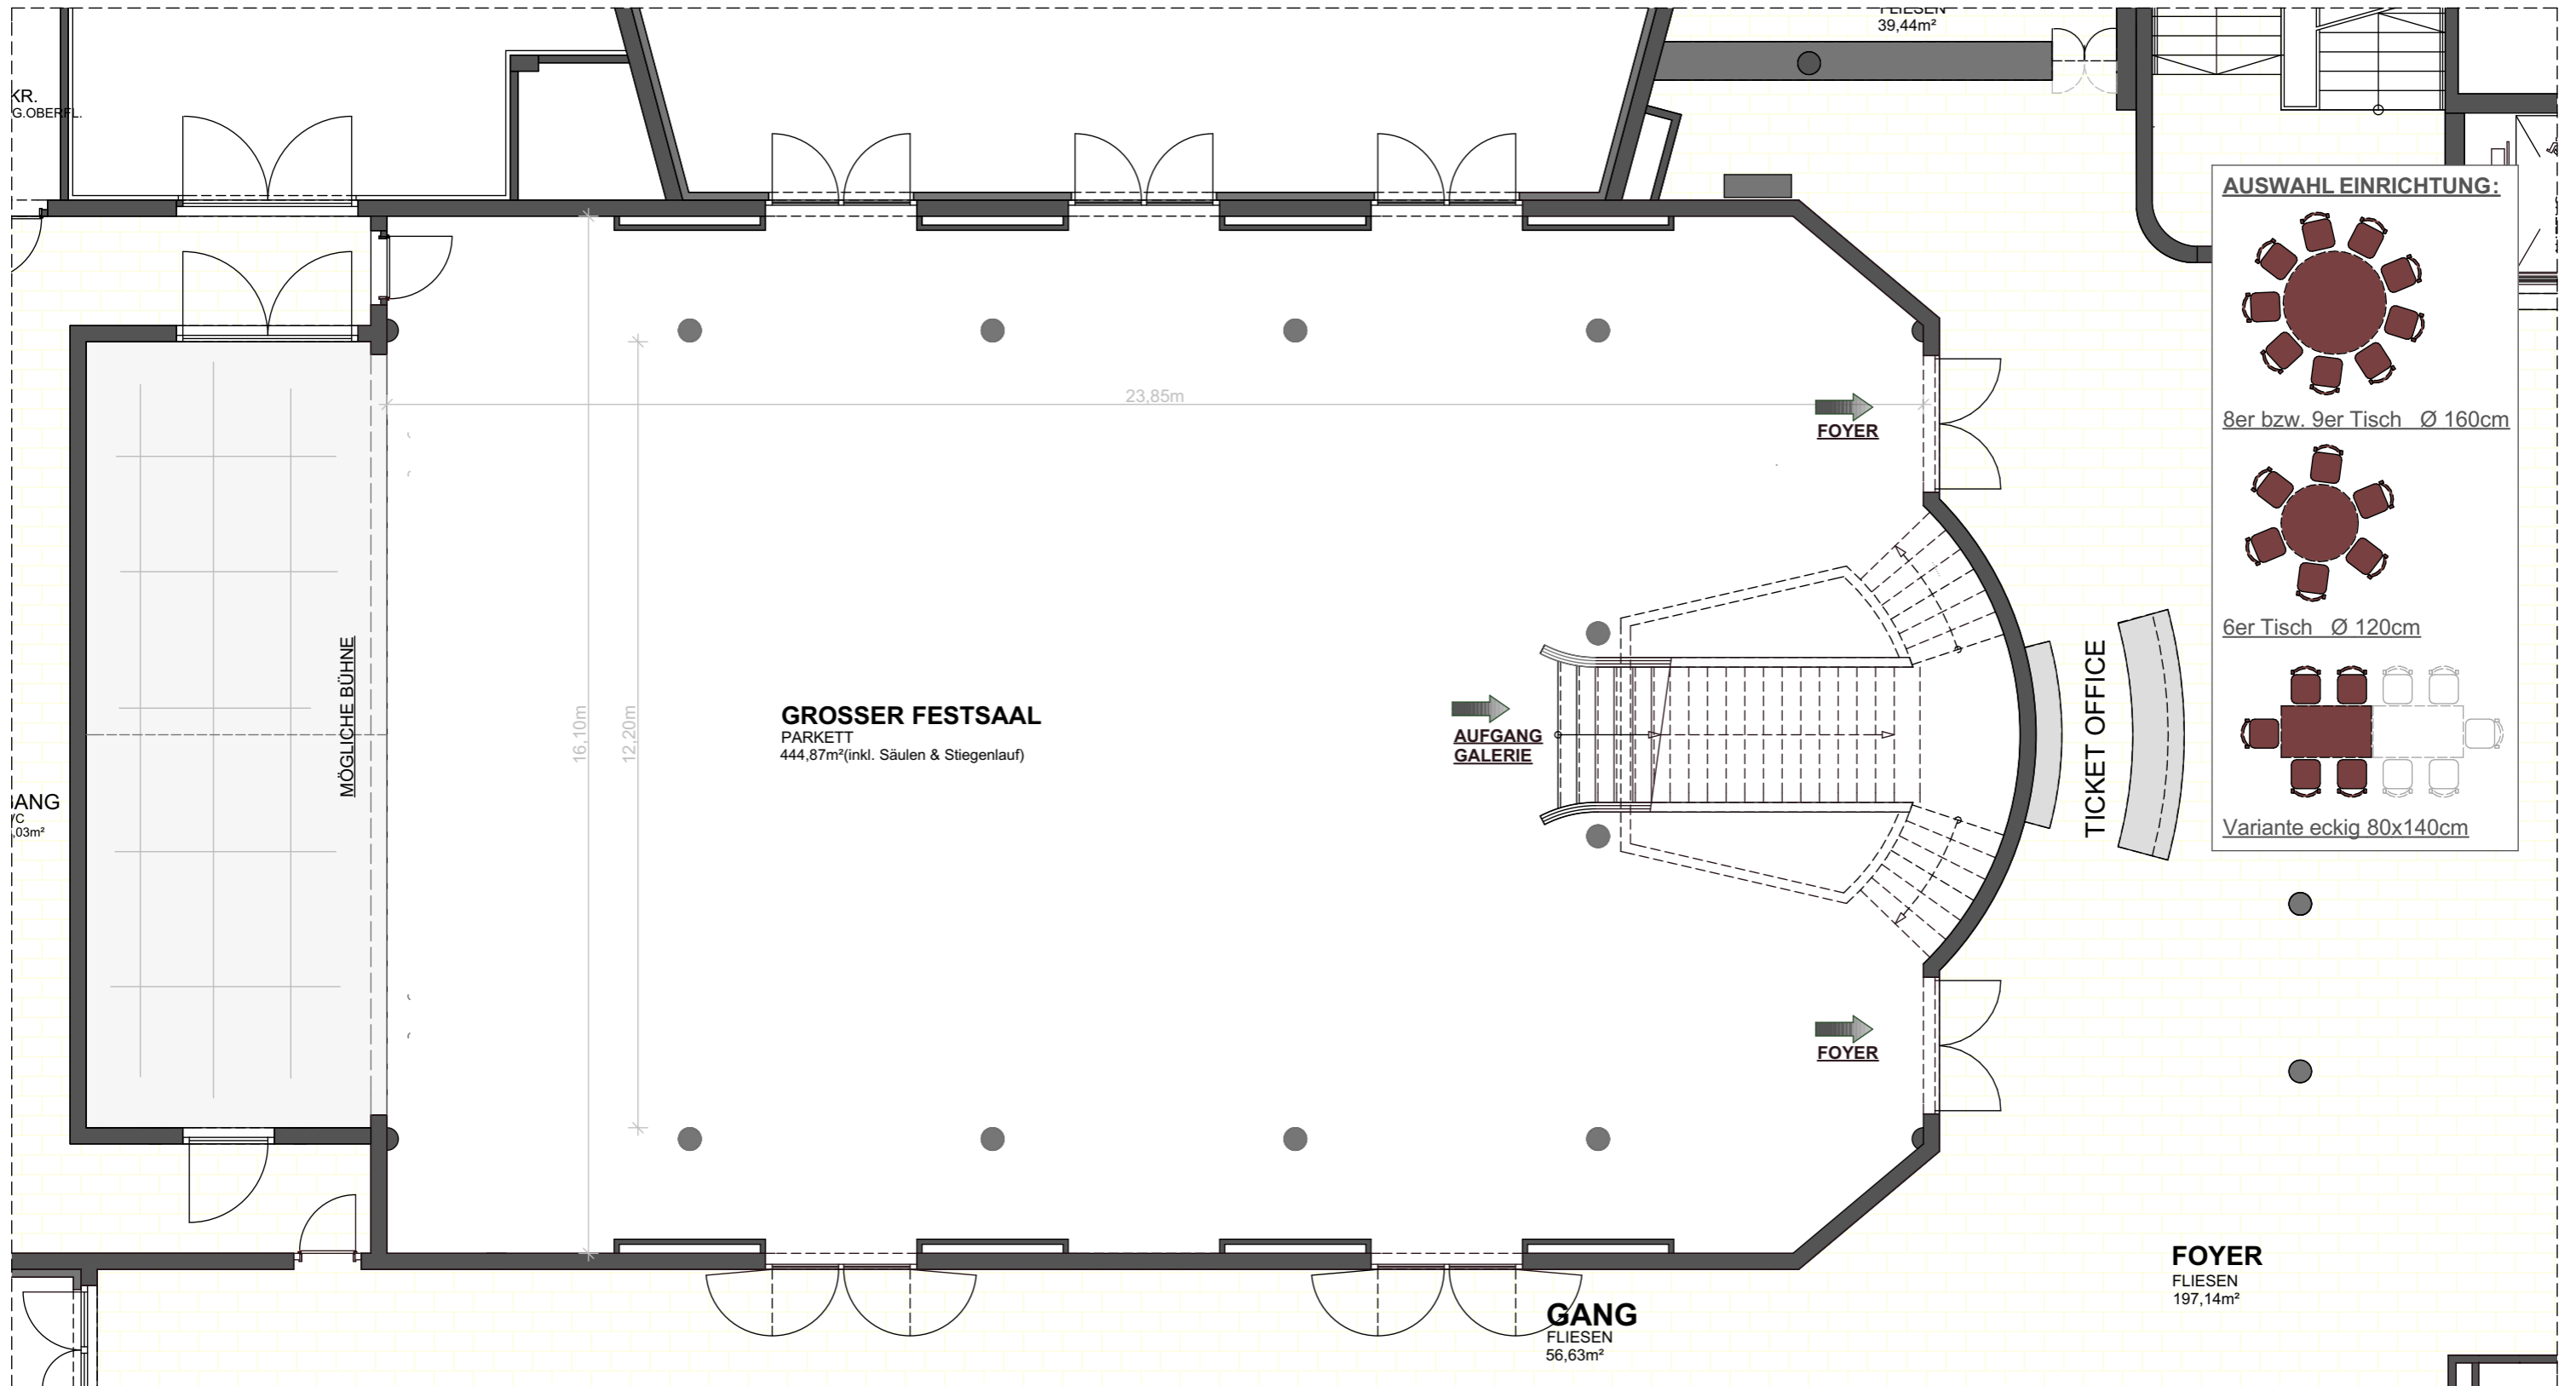 FLIESEN
39,44m²
KR.
G.OBERFL.
AUSWAHL EINRICHTUNG:
8er bzw. 9er Tisch Ø 160cm
6er Tisch Ø 120cm
Variante eckig 80x140cm
23,85m
FOYER
16,10m
12,20m
MÖGLICHE BÜHNE
GROSSER FESTSAAL
PARKETT
444,87m²(inkl. Säulen & Stiegenlauf)
AUFGANG
GALERIE
TICKET OFFICE
ANG
,03m²
FOYER
FOYER
FLIESEN
197,14m²
GANG
FLIESEN
56,63m²